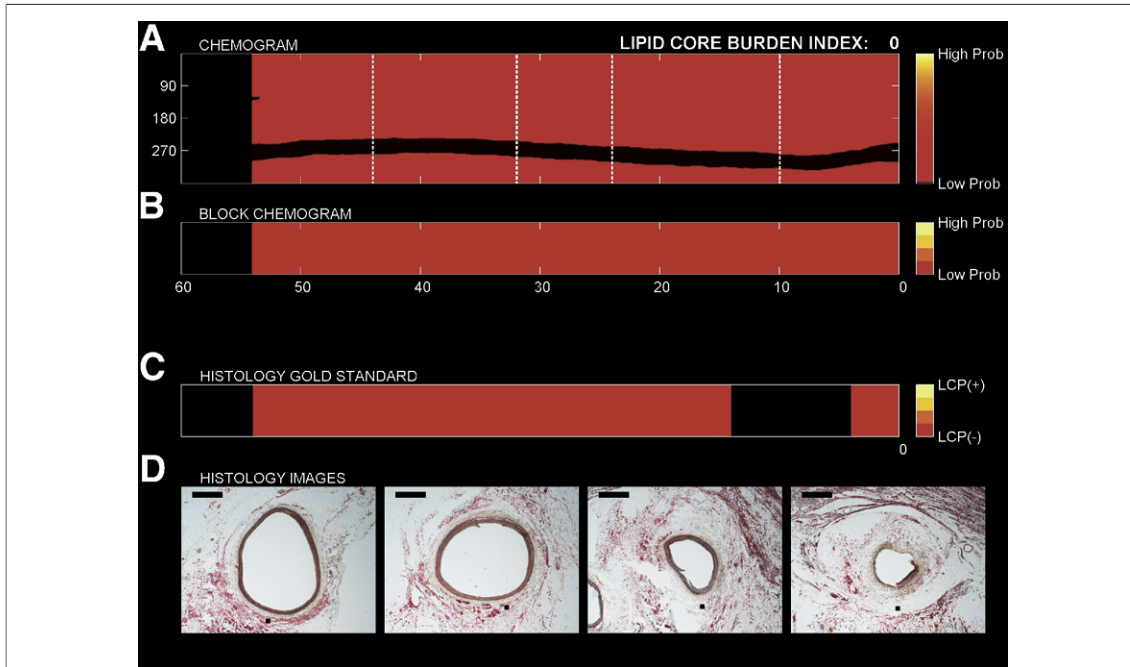 A
CHEMOGRAM
LIPID CORE BURDEN INDEX: 0
High Prob
90
180
270
Low Prob
B
BLOCK CHEMOGRAM
High Prob
Low Prob
60 50 40 30 20 10 0
C
HISTOLOGY GOLD STANDARD
LCP(+)
LCP(-)
0
D
HISTOLOGY IMAGES